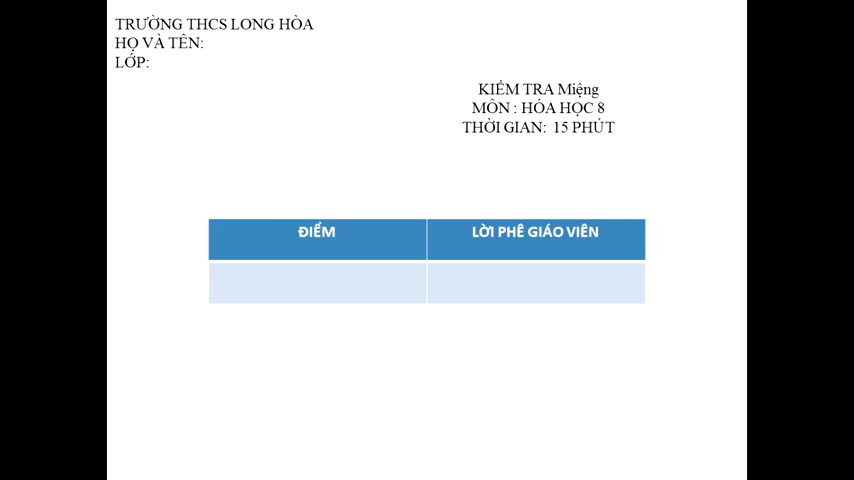 TRƯỜNG THCS LONG HÒA
HỌ VÀ TÊN:
LỚP:
KIỂM TRA Miệng
MÔN : HÓA HỌC 8
THỜI GIAN: 15 PHÚT
ĐIỂM
LỜI PHÊ GIÁO VIÊN